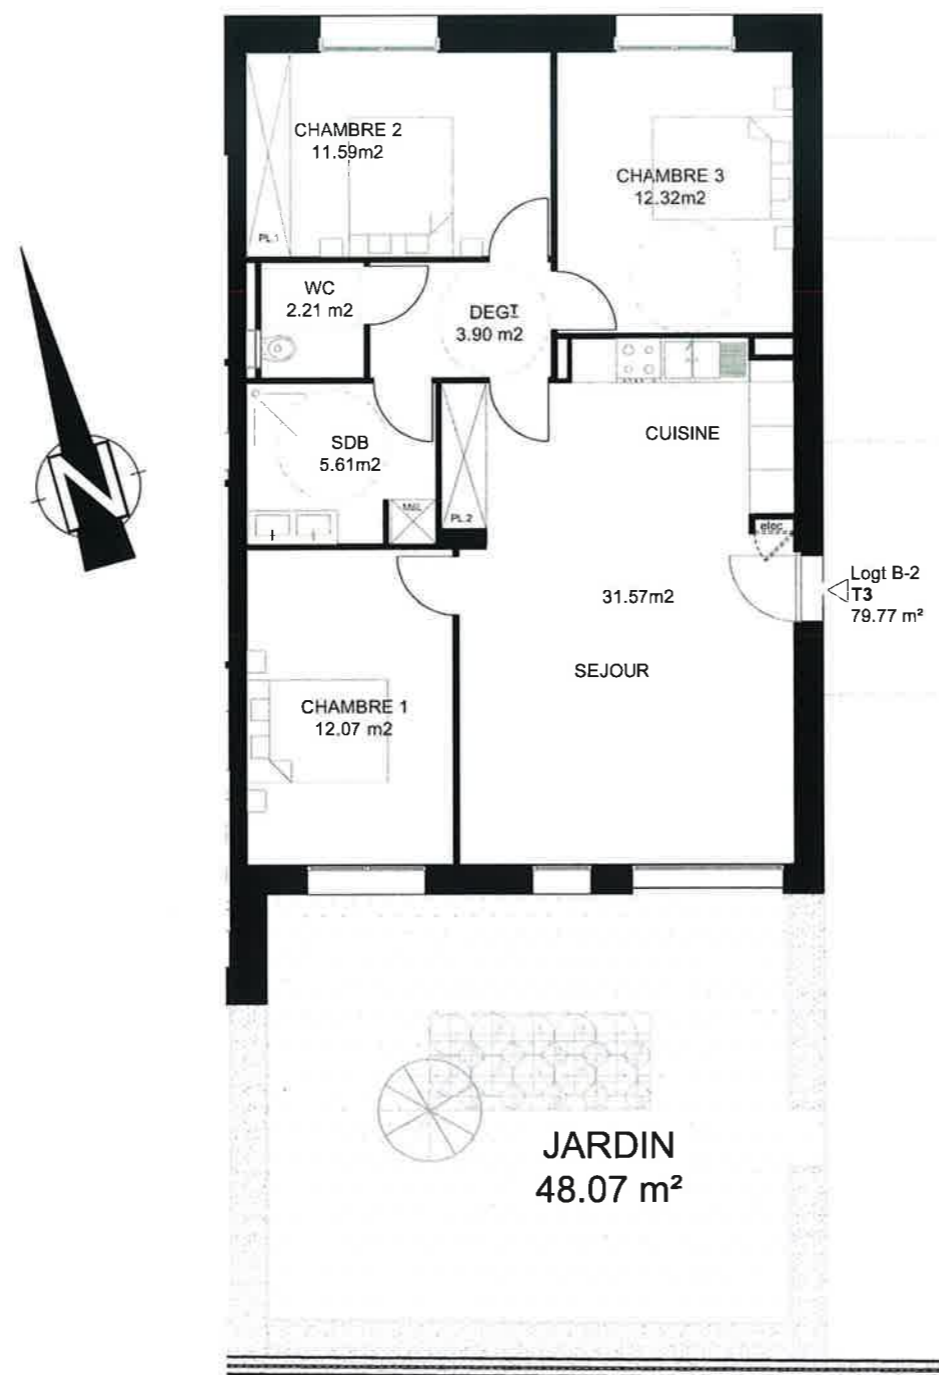 CHAMBRE 2
11.59m2
CHAMBRE 3
12.32m2
PL.1
WC
2.21 m2
DEGT
3.90 m2
CUISINE
SDB
5.61m2
PL.2
elec
N
31.57m2
Logt B-2
T3
79.77 m²
SEJOUR
CHAMBRE 1
12.07 m2
JARDIN
48.07 m²